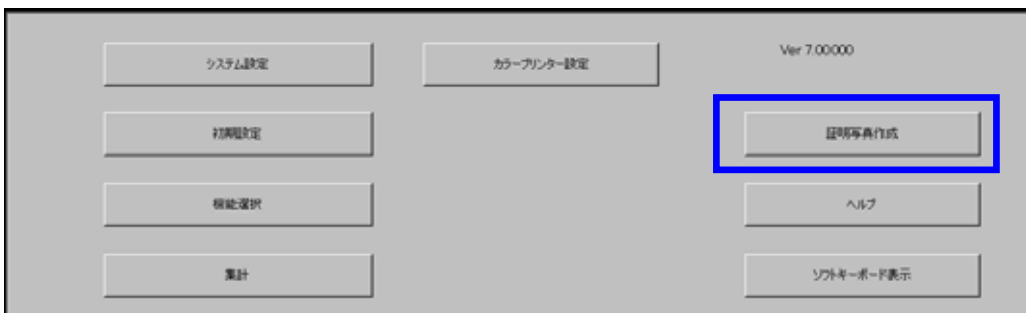 システム設定
カラープリンター設定
Ver 7.00000
初期設定
証明写真作成
機能選択
ヘルプ
集計
ソフトキーボード表示